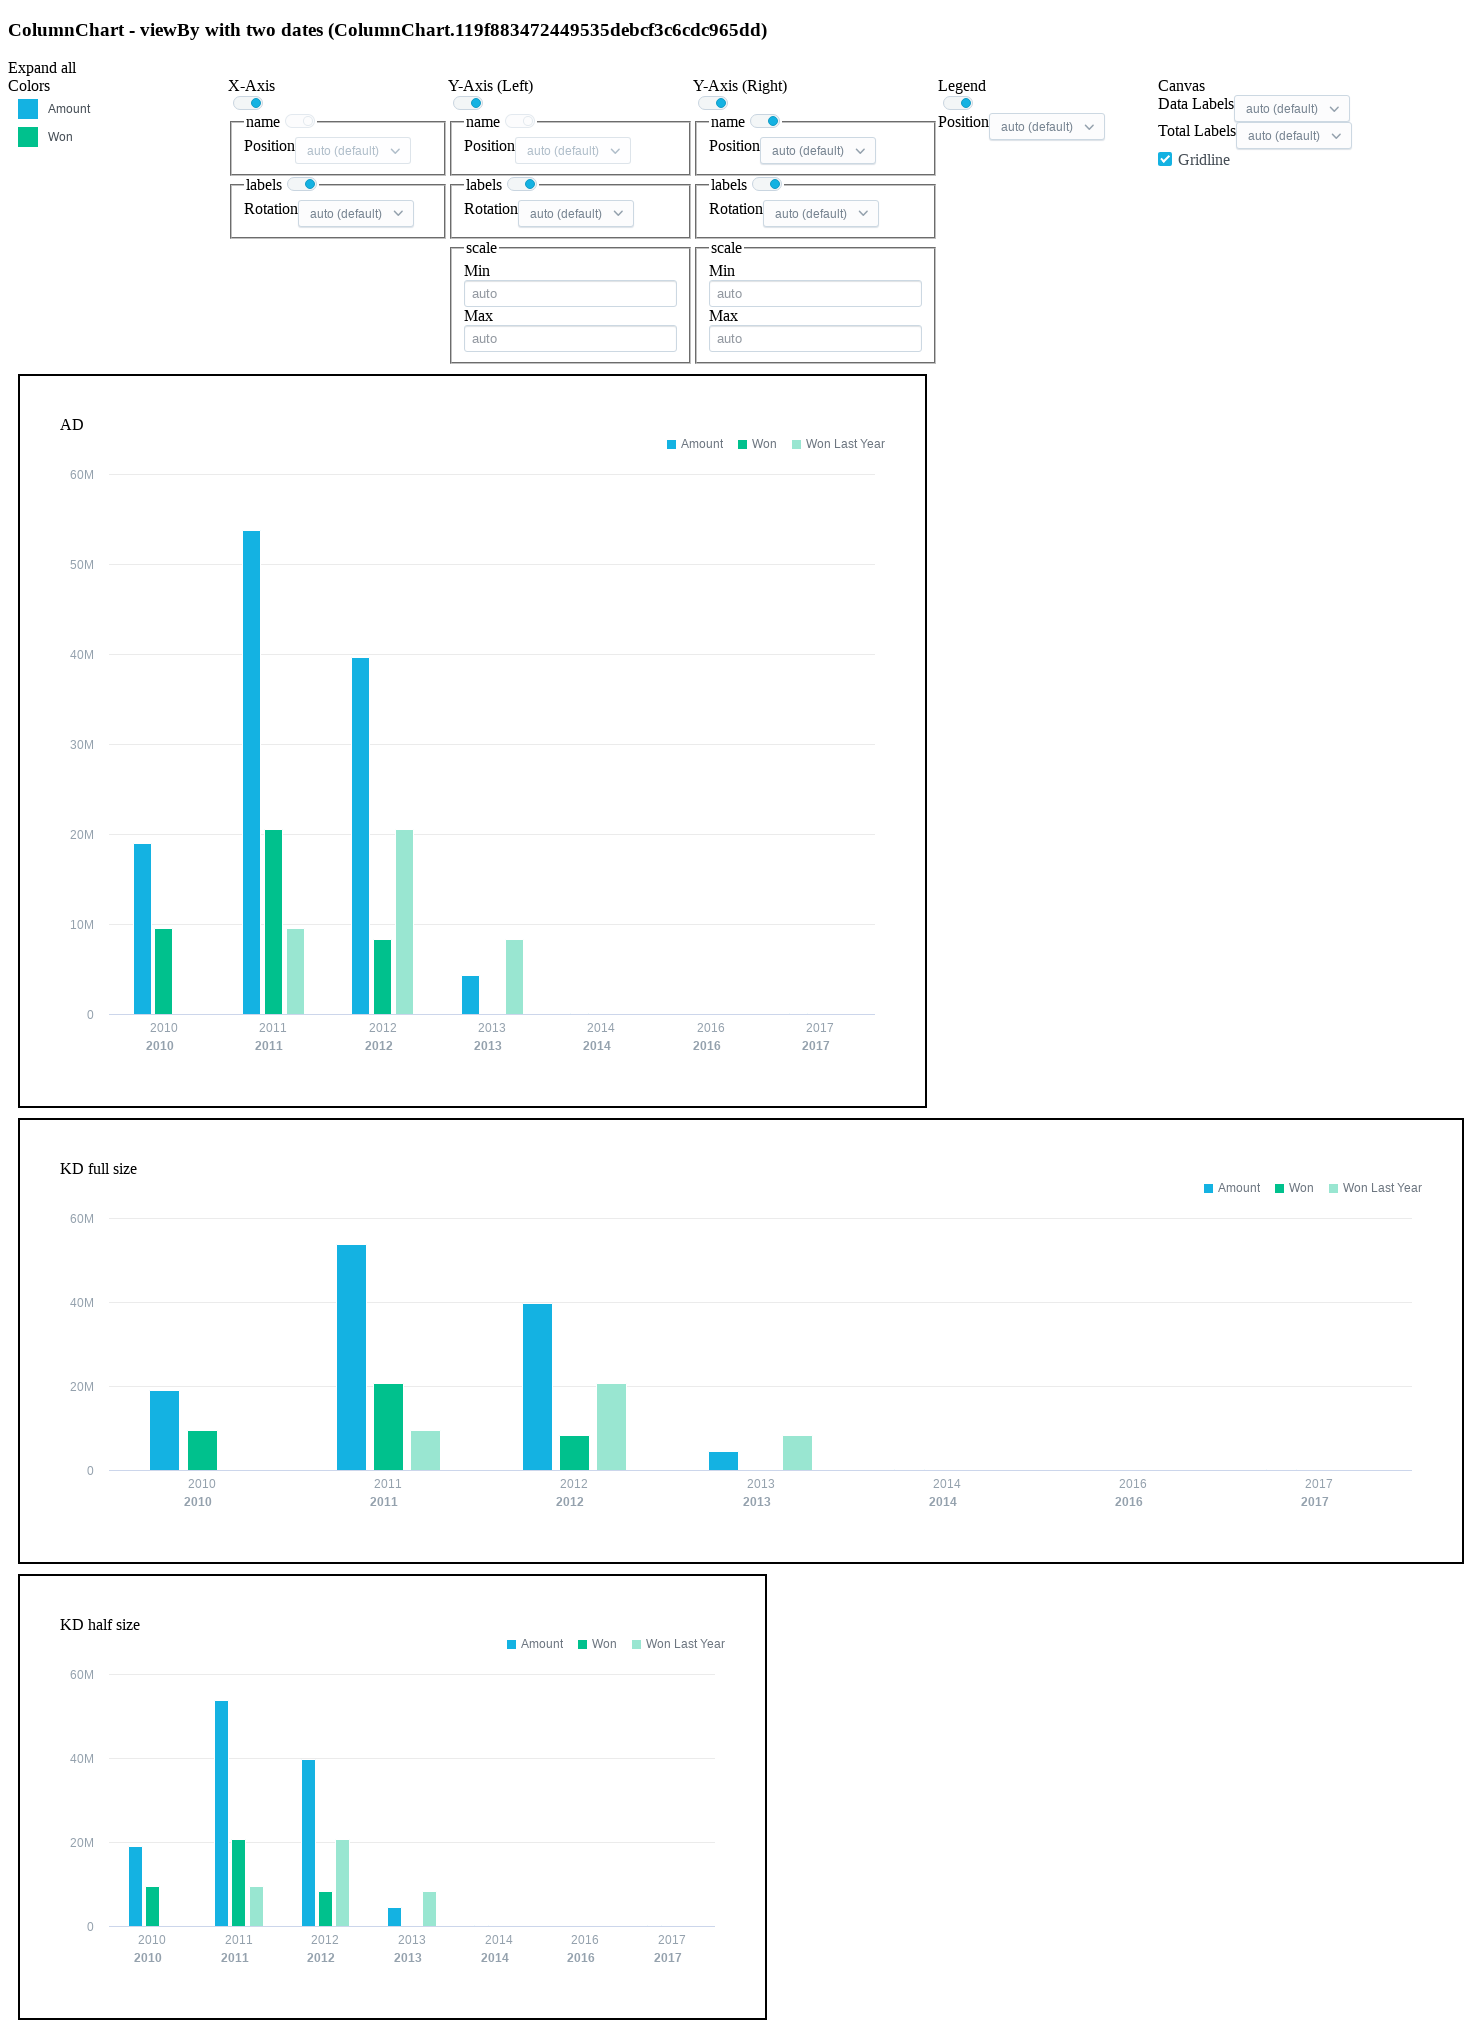 ColumnChart - viewBy with two dates (ColumnChart.119f883472449535debcf3c6cdc965dd)
Expand all
Colors
Amount
Won
X-Axis
name
Position auto (default)
labels
Rotation auto (default)
Y-Axis (Left)
name
Position auto (default)
labels
Rotation auto (default)
scale
Min
auto
Max
auto
Y-Axis (Right)
name
Position auto (default)
labels
Rotation auto (default)
scale
Min
auto
Max
auto
Legend
Position auto (default)
Canvas
Data Labels auto (default)
Total Labels auto (default)
Gridline
AD
Amount Won Won Last Year
60M
50M
40M
30M
20M
10M
0
2010 2011 2012 2013 2014 2016 2017
2010 2011 2012 2013 2014 2016 2017
KD full size
Amount Won Won Last Year
60M
40M
20M
0
2010 2011 2012 2013 2014 2016 2017
2010 2011 2012 2013 2014 2016 2017
KD half size
Amount Won Won Last Year
60M
40M
20M
0
2010 2011 2012 2013 2014 2016 2017
2010 2011 2012 2013 2014 2016 2017